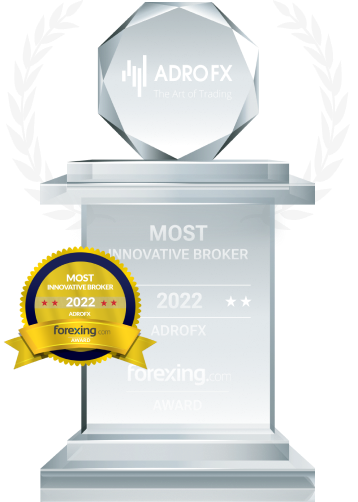 ADROFX
The Art of Trading
MOST
INNOVATIVE BROKER
2022
ADROFX
forexing.com
AWARD
MOST
INNOVATIVE BROKER
2022
ADROFX
forexing.com
AWARD